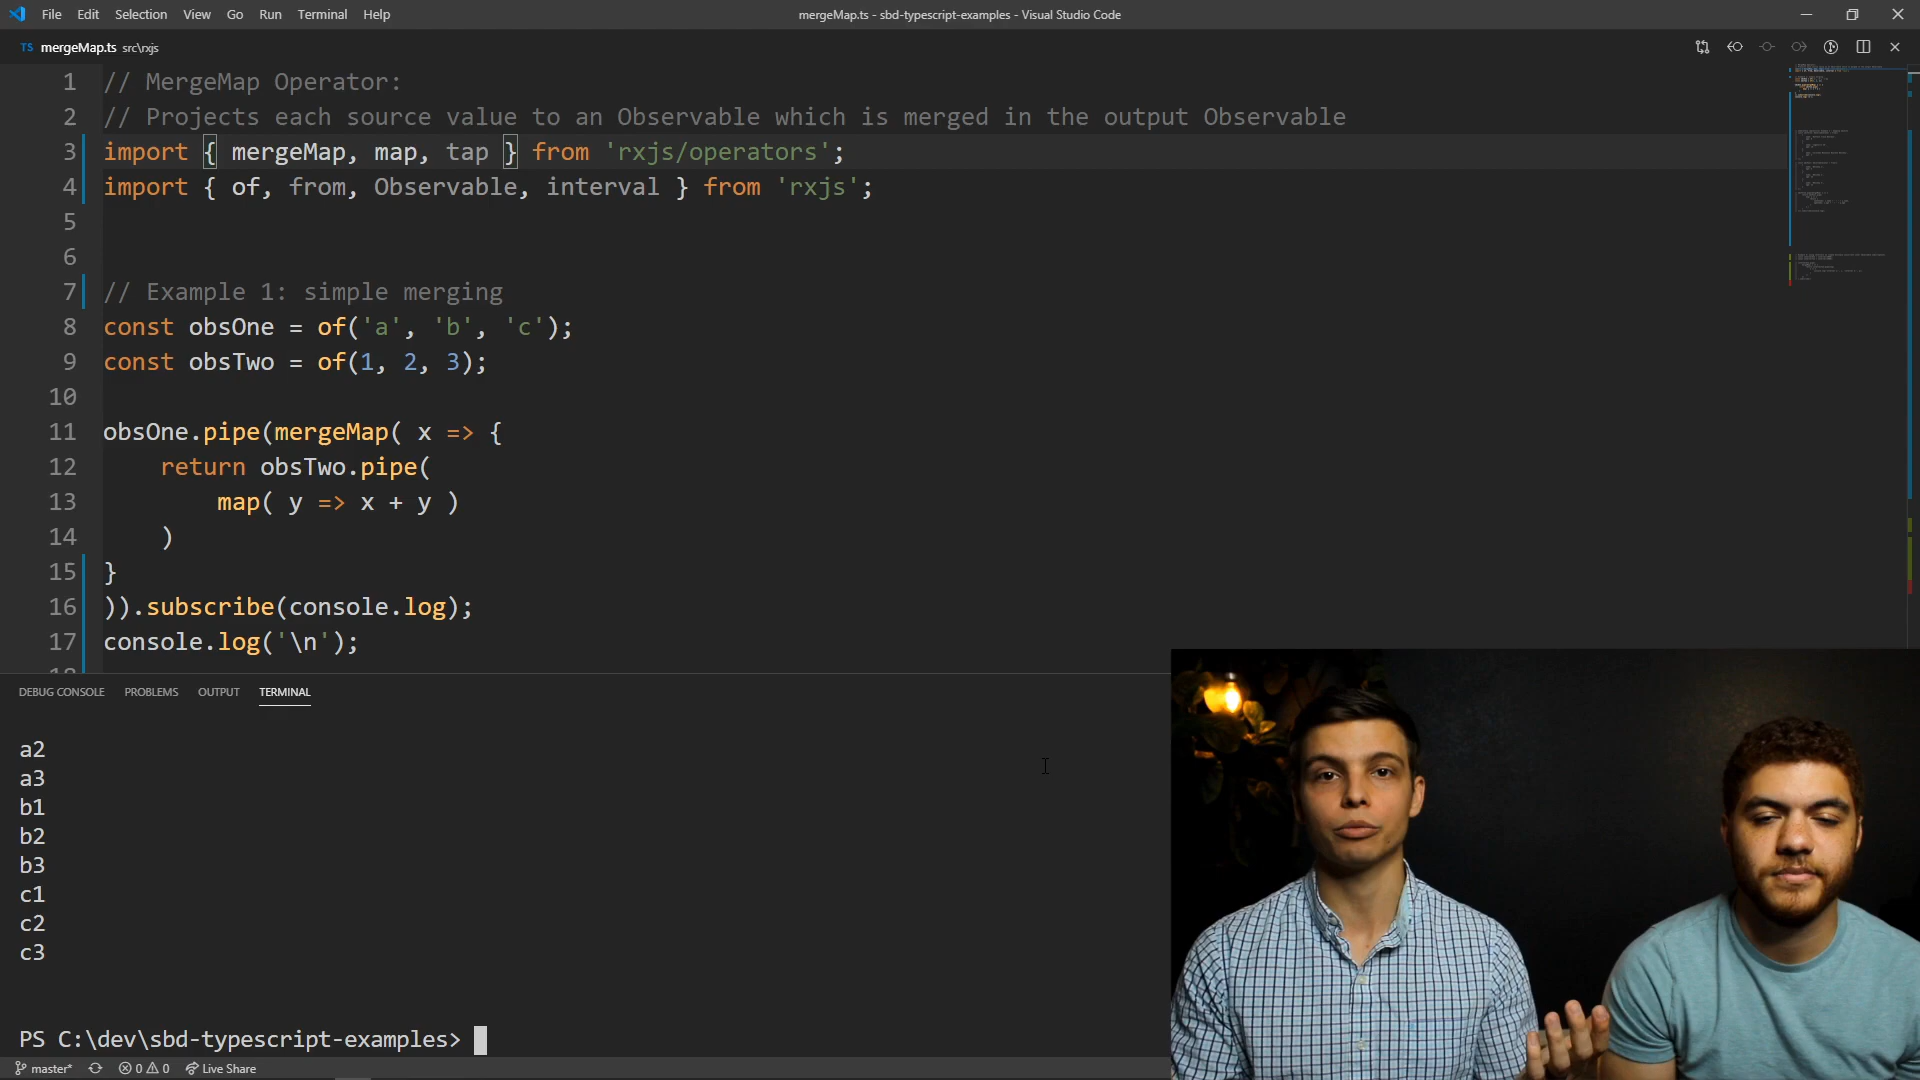 File Edit Selection View Go Run Terminal Help
mergeMap.ts - sbd-typescript-examples - Visual Studio Code
TS mergeMap.ts src\rxjs
1 // MergeMap Operator:
2 // Projects each source value to an Observable which is merged in the output Observable
3 import { mergeMap, map, tap } from 'rxjs/operators';
4 import { of, from, Observable, interval } from 'rxjs';
5
6
7 // Example 1: simple merging
8 const obsOne = of('a', 'b', 'c');
9 const obsTwo = of(1, 2, 3);
10
11 obsOne.pipe(mergeMap( x => {
12 return obsTwo.pipe(
13 map( y => x + y )
14 )
15 }
16 )).subscribe(console.log);
17 console.log('\n');
DEBUG CONSOLE PROBLEMS OUTPUT TERMINAL
a2
a3
b1
b2
b3
c1
c2
c3
PS C:\dev\sbd-typescript-examples>
master* 0 0 Live Share